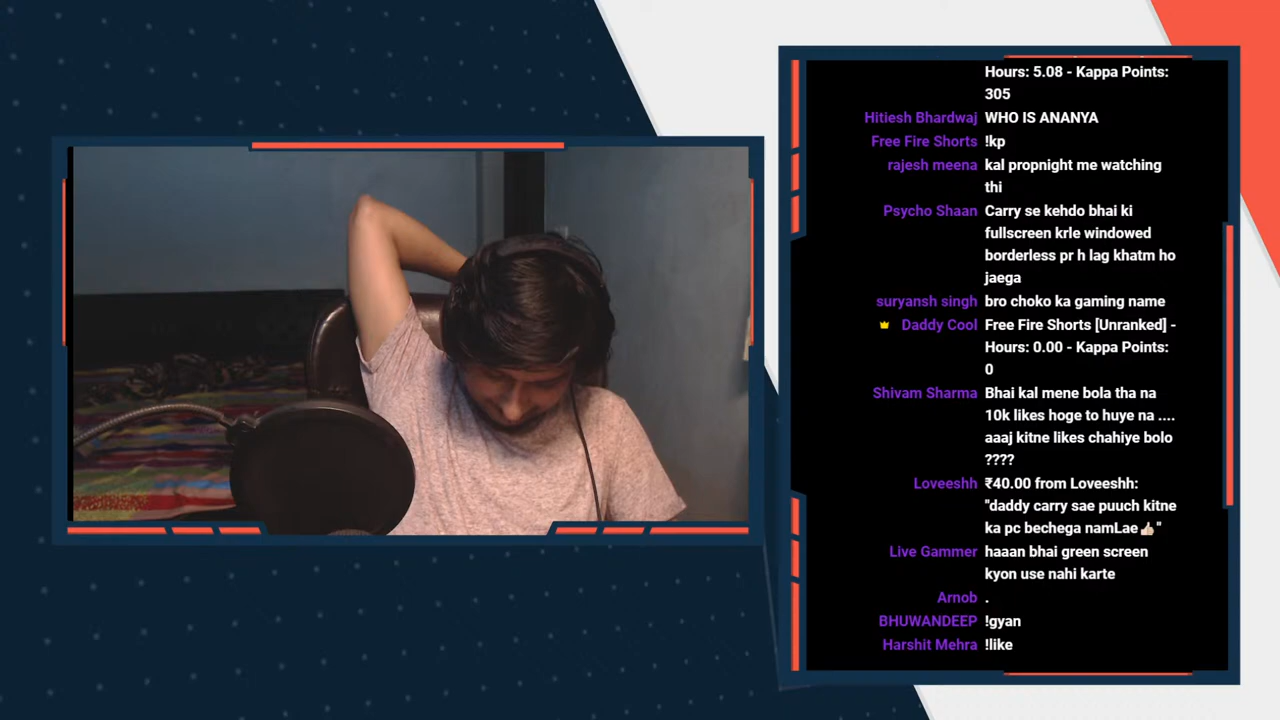 Hours: 5.08 - Kappa Points:
305
Hitiesh Bhardwaj WHO IS ANANYA
Free Fire Shorts !kp
rajesh meena kal propnight me watching
thi
Psycho Shaan Carry se kehdo bhai ki
fullscreen krle windowed
borderless pr h lag khatm ho
jaega
suryansh singh bro choko ka gaming name
Daddy Cool Free Fire Shorts [Unranked] -
Hours: 0.00 - Kappa Points:
0
Shivam Sharma Bhai kal mene bola tha na
10k likes hoge to huye na ....
aaaj kitne likes chahiye bolo
????
Loveeshh ₹40.00 from Loveeshh:
"daddy carry sae puuch kitne
ka pc bechega namLae👍🏼"
Live Gammer haaan bhai green screen
kyon use nahi karte
Arnob .
BHUWANDEEP !gyan
Harshit Mehra !like